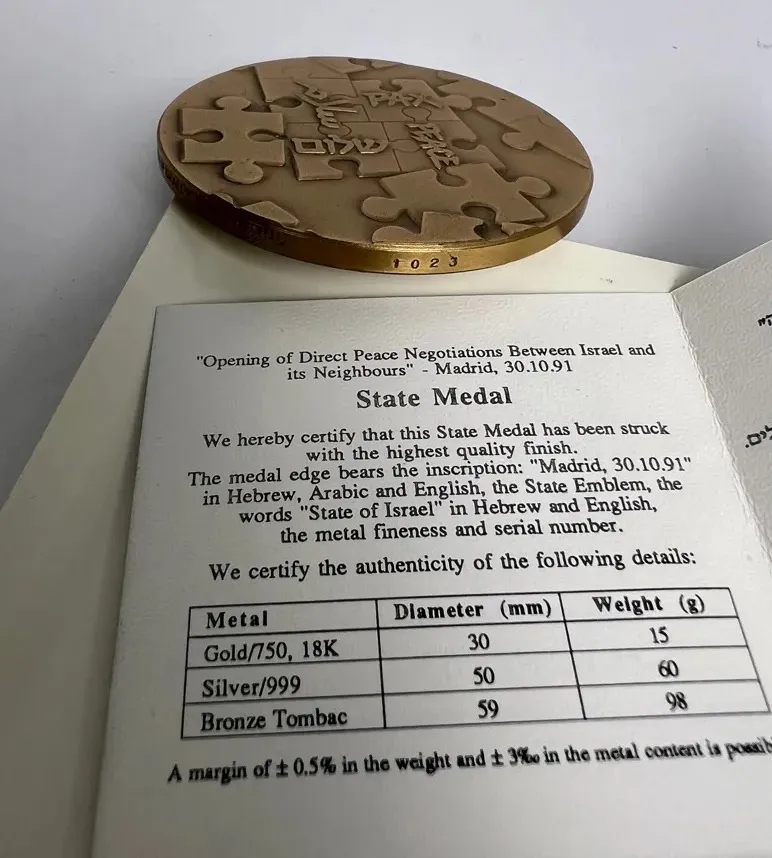 PAX
PEACE
1023
"Opening of Direct Peace Negotiations Between Israel and
its Neighbours" - Madrid, 30.10.91
State Medal
We hereby certify that this State Medal has been struck
with the highest quality finish.
The medal edge bears the inscription: "Madrid, 30.10.91"
in Hebrew, Arabic and English, the State Emblem, the
words "State of Israel" in Hebrew and English,
the metal fineness and serial number.
We certify the authenticity of the following details:
Metal Diameter (mm) Weight (g)
Gold/750, 18K 30 15
Silver/999 50 60
Bronze Tombac 59 98
A margin of ± 0.5% in the weight and ± 3‰ in the metal content is